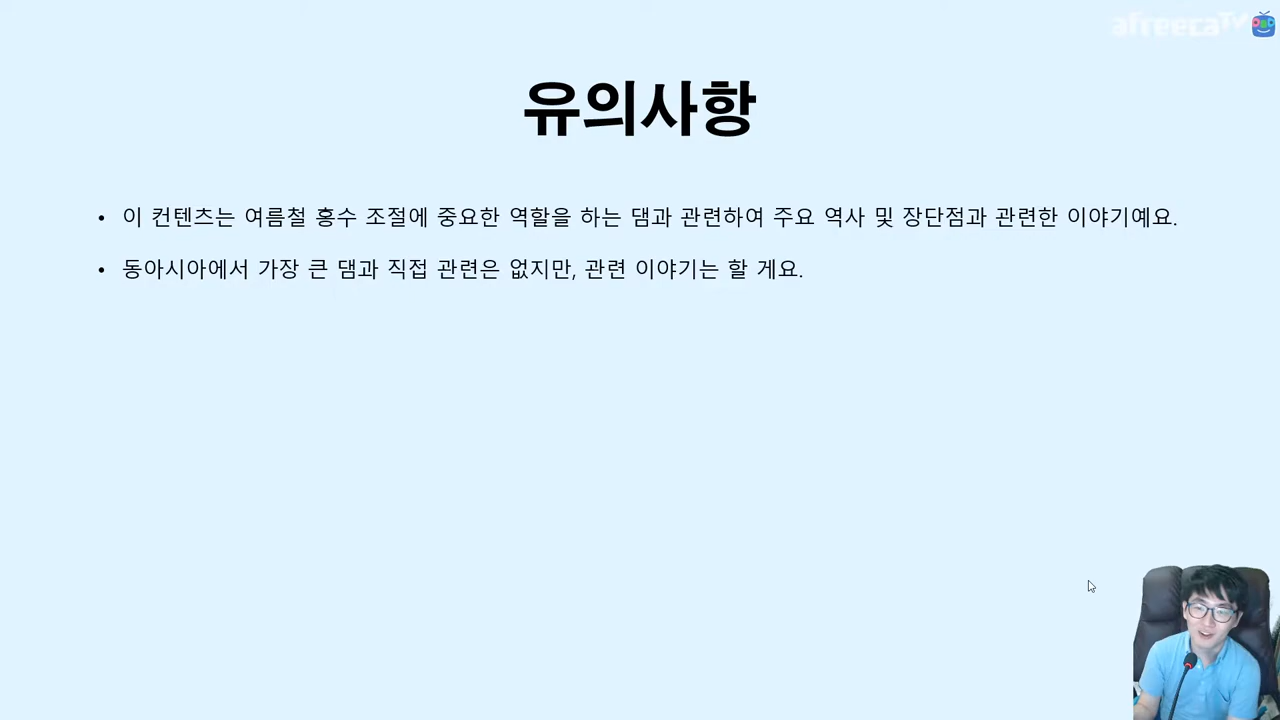 afreecaTV
유의사항
• 이 컨텐츠는 여름철 홍수 조절에 중요한 역할을 하는 댐과 관련하여 주요 역사 및 장단점과 관련한 이야기예요.
• 동아시아에서 가장 큰 댐과 직접 관련은 없지만, 관련 이야기는 할 게요.